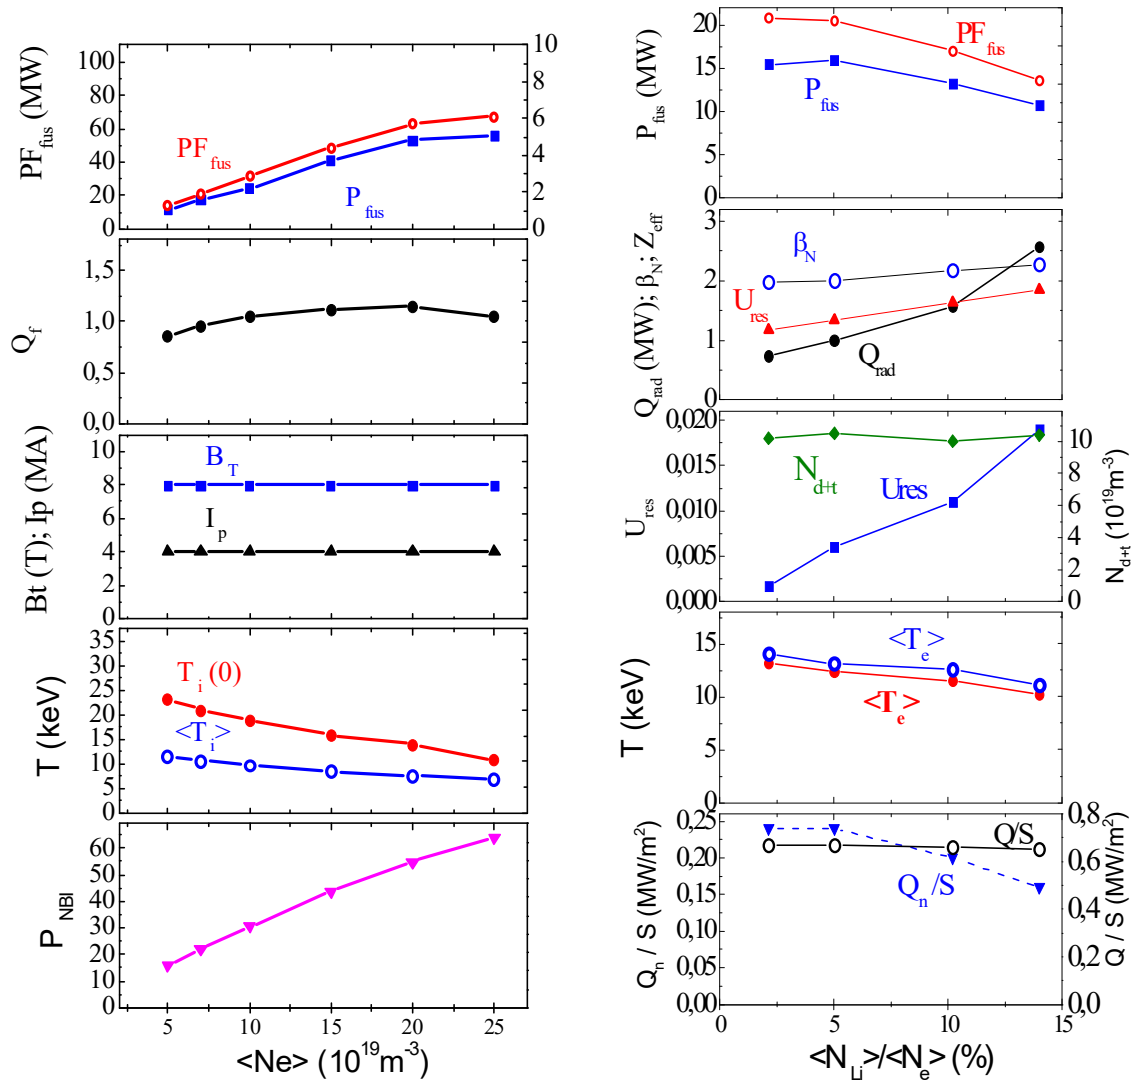 PF_fus (MW)
100
80
60
40
20
0
10
8
6
4
2
0
PF_fus
P_fus
Q_f
1,5
1,0
0,5
0,0
Bt (T); Ip (MA)
10
8
6
4
2
0
B_T
I_p
T (keV)
35
30
25
20
15
10
5
0
T_i (0)
<T_i>
P_NBI
60
50
40
30
20
10
0
5
10
15
20
25
<Ne> (10^19m^-3)
P_fus (MW)
20
15
10
5
0
PF_fus
P_fus
Q_rad (MW); β_N; Z_eff
3
2
1
0
β_N
U_res
Q_rad
U_res
0,020
0,015
0,010
0,005
0,000
N_d+t
Ures
10
8
6
4
2
0
N_d+t (10^19m^-3)
T (keV)
15
10
5
0
<T_e>
<T_e>
Q_n / S (MW/m^2)
0,25
0,20
0,15
0,10
0,05
0,00
Q/S
Q_n/S
0,8
0,6
0,4
0,2
0,0
Q / S (MW/m^2)
0
5
10
15
<N_Li>/<N_e> (%)